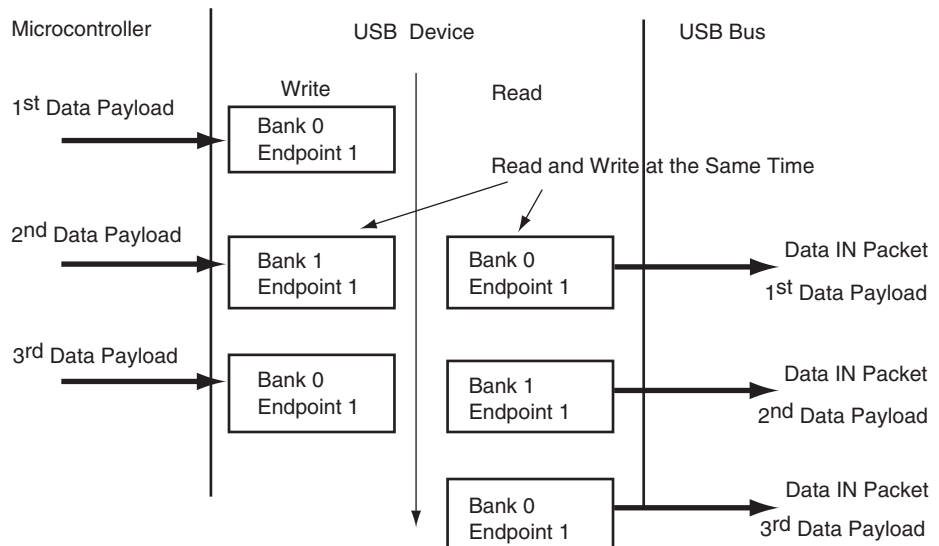 Microcontroller
USB Device
USB Bus
Write
Read
1st Data Payload
Bank 0
Endpoint 1
Read and Write at the Same Time
2nd Data Payload
Bank 1
Endpoint 1
Bank 0
Endpoint 1
Data IN Packet
1st Data Payload
3rd Data Payload
Bank 0
Endpoint 1
Bank 1
Endpoint 1
Data IN Packet
2nd Data Payload
Bank 0
Endpoint 1
Data IN Packet
3rd Data Payload